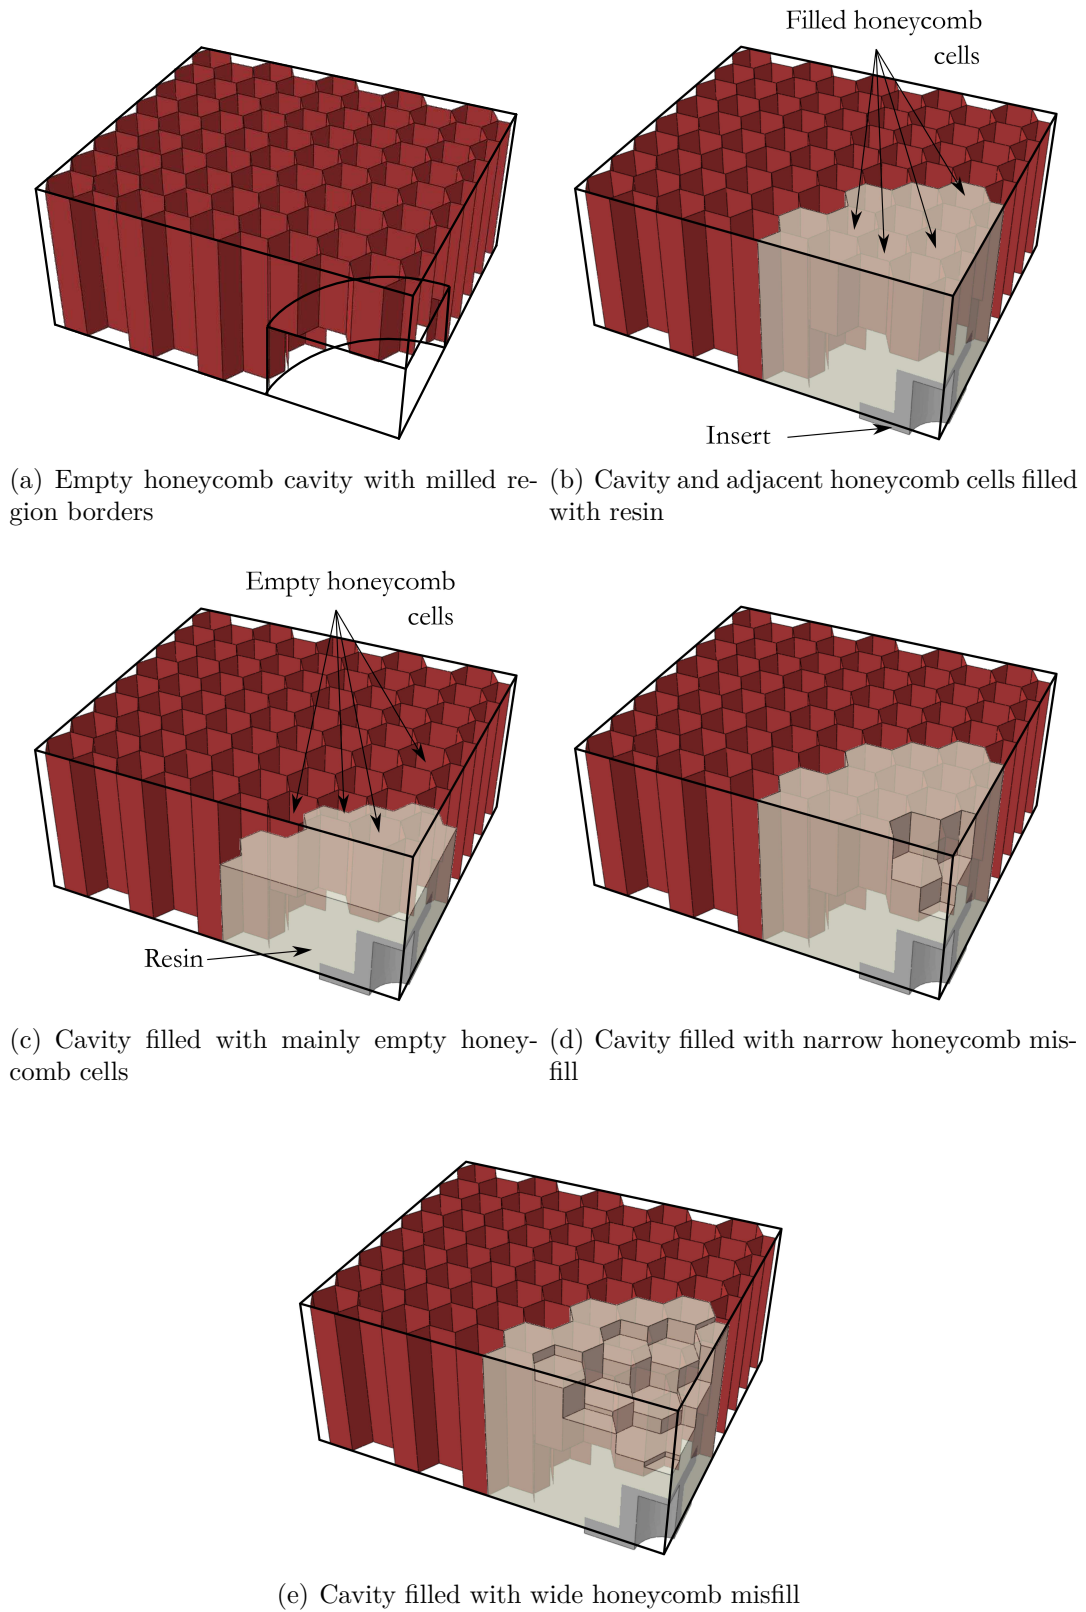 Filled honeycomb
cells
Insert
(a) Empty honeycomb cavity with milled re-
gion borders
(b) Cavity and adjacent honeycomb cells filled
with resin
Empty honeycomb
cells
Resin
(c) Cavity filled with mainly empty honey-
comb cells
(d) Cavity filled with narrow honeycomb mis-
fill
(e) Cavity filled with wide honeycomb misfill